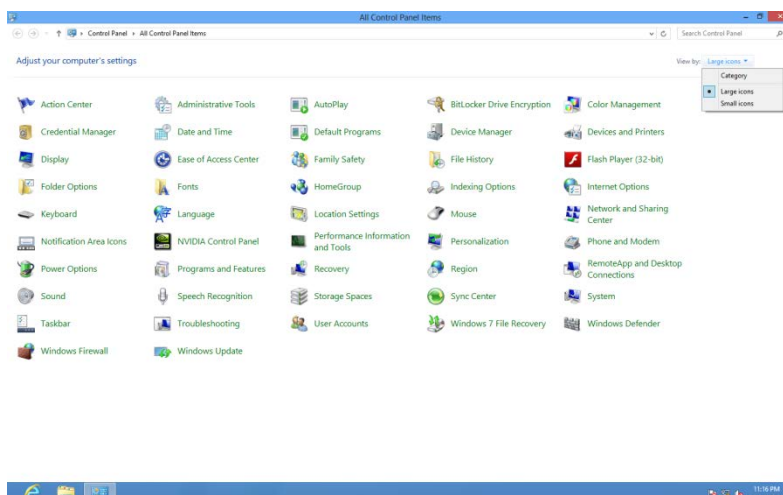 All Control Panel Items
Control Panel All Control Panel Items Search Control Panel
Adjust your computer's settings View by: Large icons
Category
Large icons
Small icons
Action Center Administrative Tools AutoPlay BitLocker Drive Encryption Color Management
Credential Manager Date and Time Default Programs Device Manager Devices and Printers
Display Ease of Access Center Family Safety File History Flash Player (32-bit)
Folder Options Fonts HomeGroup Indexing Options Internet Options
Keyboard Language Location Settings Mouse Network and Sharing
Center
Notification Area Icons NVIDIA Control Panel Performance Information
and Tools Personalization Phone and Modem
Power Options Programs and Features Recovery Region RemoteApp and Desktop
Connections
Sound Speech Recognition Storage Spaces Sync Center System
Taskbar Troubleshooting User Accounts Windows 7 File Recovery Windows Defender
Windows Firewall Windows Update
11:16 PM